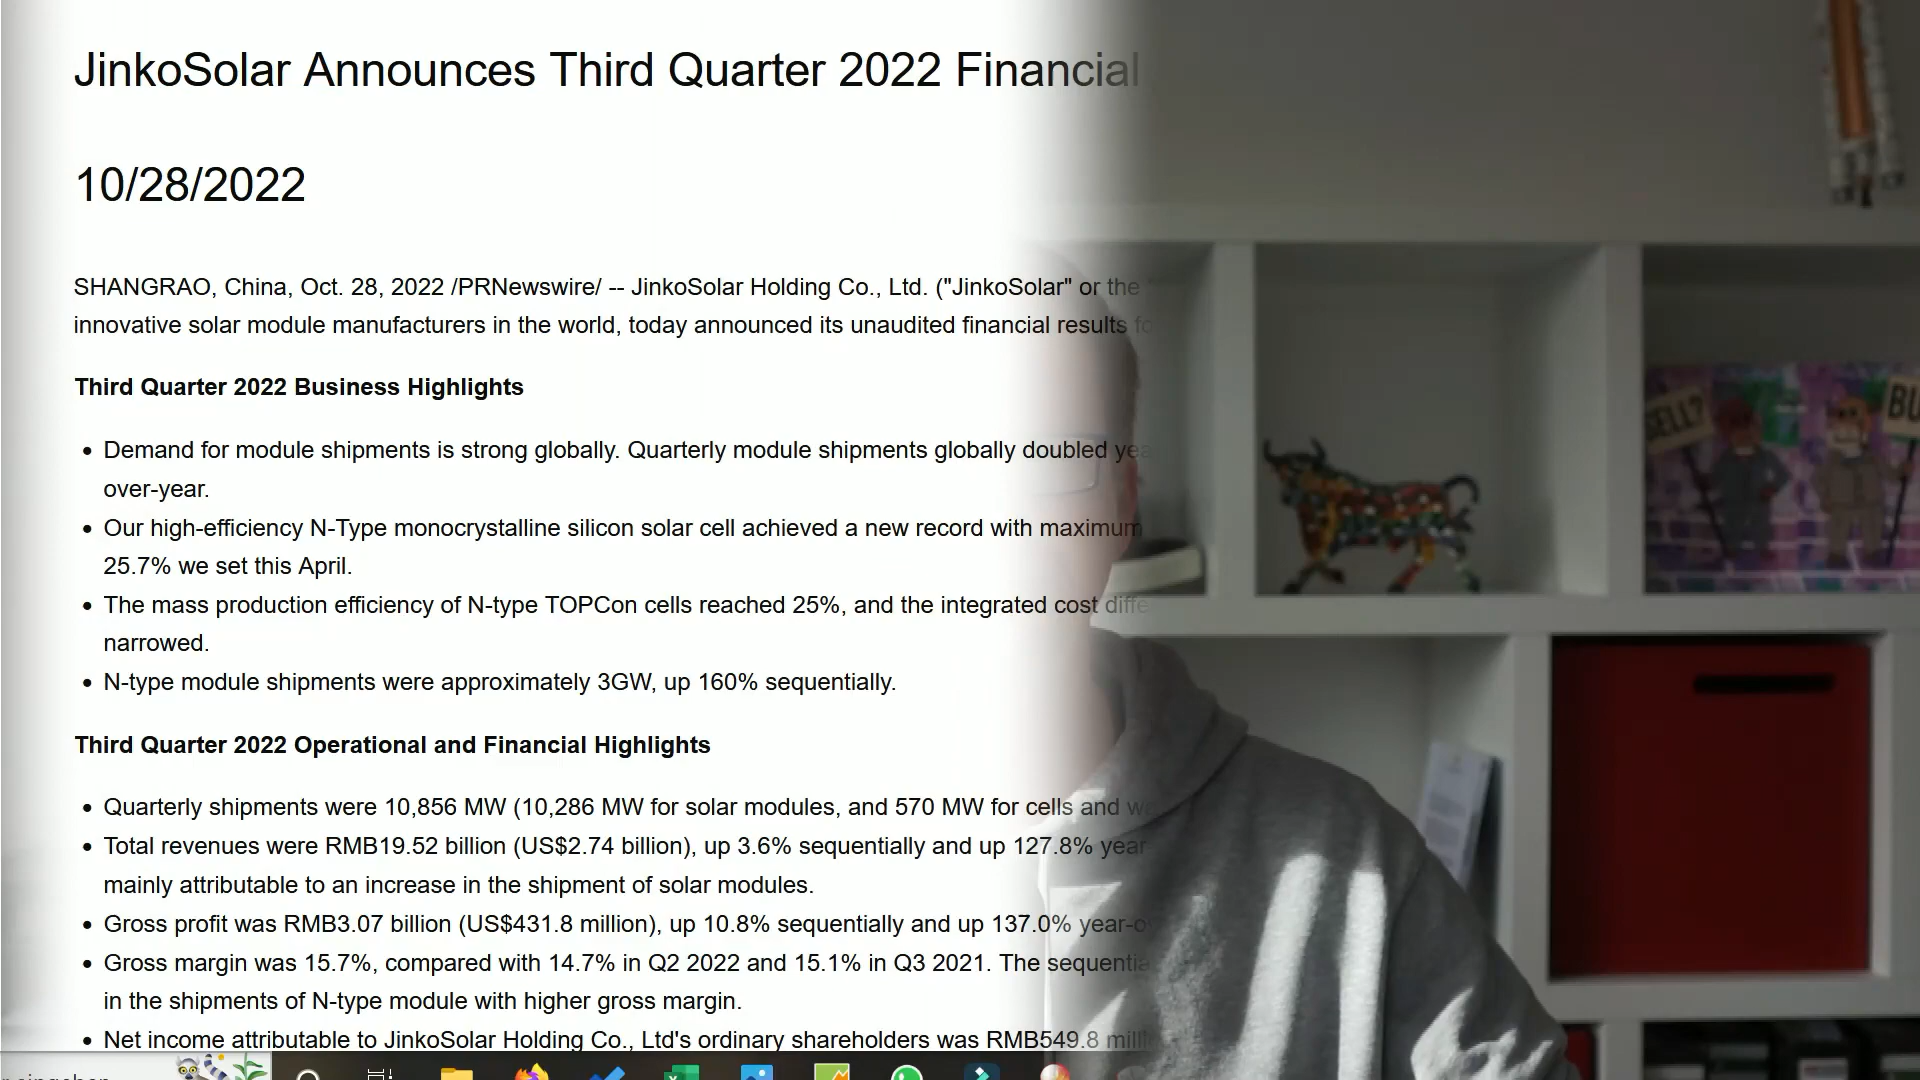 JinkoSolar Announces Third Quarter 2022 Financial
10/28/2022
SHANGRAO, China, Oct. 28, 2022 /PRNewswire/ -- JinkoSolar Holding Co., Ltd. ("JinkoSolar" or the "
innovative solar module manufacturers in the world, today announced its unaudited financial results
Third Quarter 2022 Business Highlights
• Demand for module shipments is strong globally. Quarterly module shipments globally doubled
over-year.
• Our high-efficiency N-Type monocrystalline silicon solar cell achieved a new record with maximum
25.7% we set this April.
• The mass production efficiency of N-type TOPCon cells reached 25%, and the integrated cost
narrowed.
• N-type module shipments were approximately 3GW, up 160% sequentially.
Third Quarter 2022 Operational and Financial Highlights
• Quarterly shipments were 10,856 MW (10,286 MW for solar modules, and 570 MW for cells and
• Total revenues were RMB19.52 billion (US$2.74 billion), up 3.6% sequentially and up 127.8% year
mainly attributable to an increase in the shipment of solar modules.
• Gross profit was RMB3.07 billion (US$431.8 million), up 10.8% sequentially and up 137.0% year-
• Gross margin was 15.7%, compared with 14.7% in Q2 2022 and 15.1% in Q3 2021. The
in the shipments of N-type module with higher gross margin.
• Net income attributable to JinkoSolar Holding Co., Ltd's ordinary shareholders was RMB549.8
SELL?